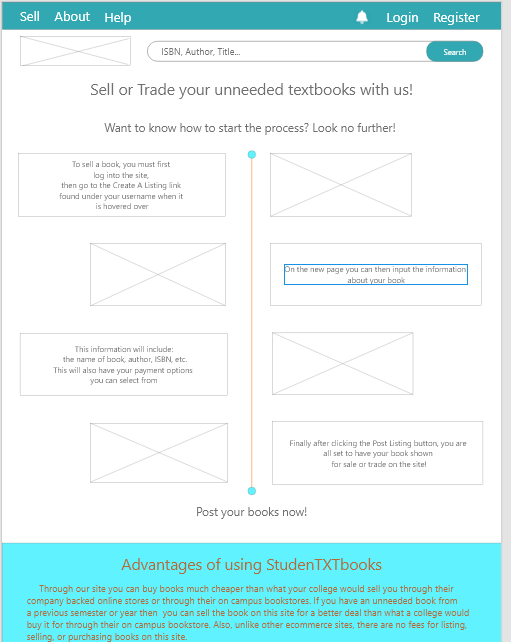 Sell About Help Login Register
ISBN, Author, Title... Search
Sell or Trade your unneeded textbooks with us!
Want to know how to start the process? Look no further!
To sell a book, you must first
log into the site,
then go to the Create A Listing link
found under your username when it
is hovered over
On the new page you can then input the information
about your book
This information will include:
the name of book, author, ISBN, etc.
This will also have your payment options
you can select from
Finally after clicking the Post Listing button, you are
all set to have your book shown
for sale or trade on the site!
Post your books now!
Advantages of using StudenTXTbooks
Through our site you can buy books much cheaper than what your college would sell you through their
company backed online stores or through their on campus bookstores. If you have an unneeded book from
a previous semester or year then you can sell the book on this site for a better deal than what a college would
buy it for through their on campus bookstore. Also, unlike other ecommerce sites, there are no fees for listing,
selling, or purchasing books on this site.